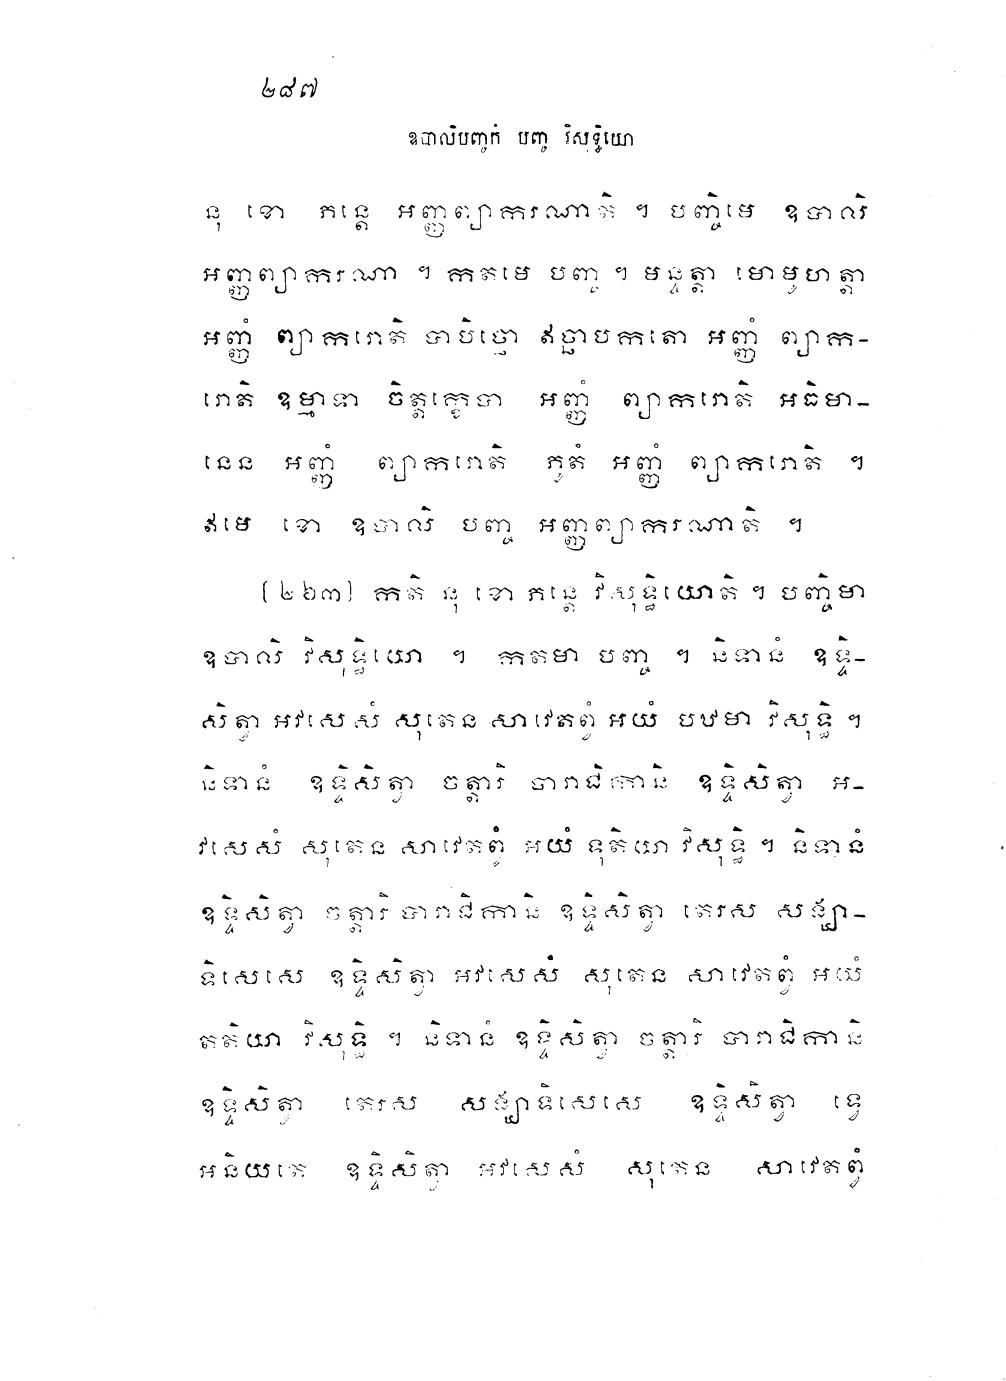 ២៨៧
ឧបាលិបញ្ចកំ បញ្ច វិសុទ្ធិយោ
នុ ខោ ភន្តេ អញ្ញព្យាករណាតិ ។ បញ្ចិមេ ឧបាលិ
អញ្ញព្យាករណា ។ កតមេ បញ្ច ។ មន្ទត្តា មោមូហត្តា
អញ្ញំ ព្យាករោតិ បាបិច្ឆោ ឥច្ឆាបកតោ អញ្ញំ ព្យាក-
រោតិ ឧម្មាទា ចិត្តក្ខេបា អញ្ញំ ព្យាករោតិ អធិមា-
នេន អញ្ញំ ព្យាករោតិ ភូតំ អញ្ញំ ព្យាករោតិ ។
ឥមេ ខោ ឧបាលិ បញ្ច អញ្ញព្យាករណាតិ ។
(២៦៣) កតិ នុ ខោ ភន្តេ វិសុទ្ធិយោតិ ។ បញ្ចិមា
ឧបាលិ វិសុទ្ធិយោ ។ កតមា បញ្ច ។ និទានំ ឧទ្ទិ-
សិត្វា អវសេសំ សុតេន សាវេតព្វំ អយំ បឋមា វិសុទ្ធិ ។
និទានំ ឧទ្ទិសិត្វា ចត្តារិ បារាជិកានិ ឧទ្ទិសិត្វា អ-
វសេសំ សុតេន សាវេតព្វំ អយំ ទុតិយា វិសុទ្ធិ ។ និទានំ
ឧទ្ទិសិត្វា ចត្តារិ បារាជិកានិ ឧទ្ទិសិត្វា តេរស សង្ឃា-
ទិសេសេ ឧទ្ទិសិត្វា អវសេសំ សុតេន សាវេតព្វំ អយំ
តតិយា វិសុទ្ធិ ។ និទានំ ឧទ្ទិសិត្វា ចត្តារិ បារាជិកានិ
ឧទ្ទិសិត្វា តេរស សង្ឃាទិសេសេ ឧទ្ទិសិត្វា ទ្វេ
អនិយតេ ឧទ្ទិសិត្វា អវសេសំ សុតេន សាវេតព្វំ